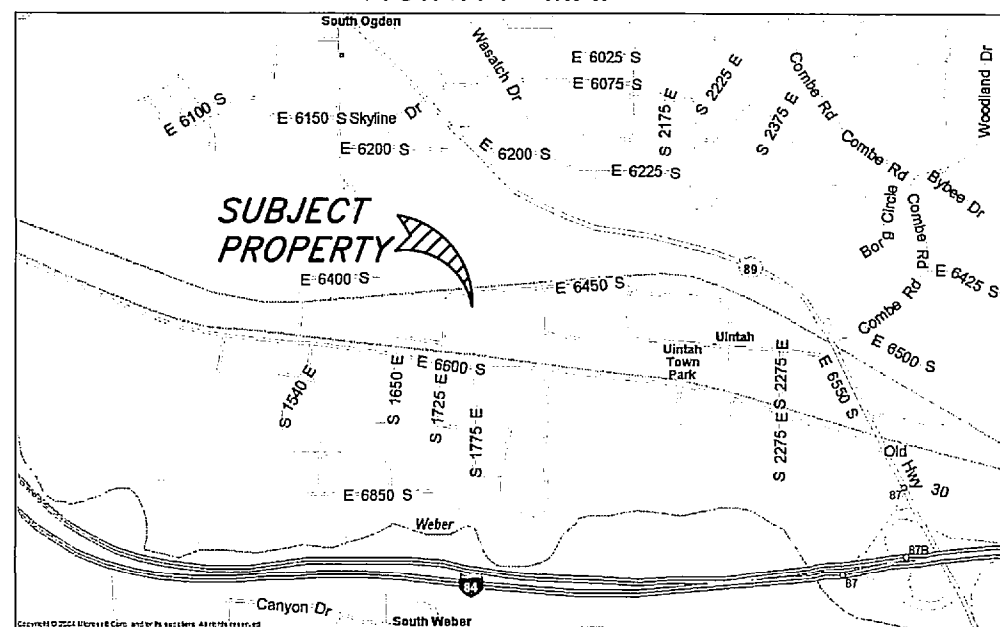 South Ogden
Wasatch Dr
E 6025 S
E 6075 S
S 2175 E
S 2225 E
S 2375 E
Combe Rd
Woodland Dr
E 6100 S
E 6150 S
Skyline Dr
E 6200 S
E 6200 S
E 6225 S
Combe Rd
Bybee Dr
Borg Circle
Combe Rd
E 6425 S
Combe Rd
E 6500 S
SUBJECT
PROPERTY
E 6400 S
E 6450 S
89
Uintah
Uintah
Town
Park
E 6550 S
S 1540 E
S 1650 E
E 6600 S
S 1725 E
S 1775 E
S 2275 E
S 2275 E
Old Hwy 30
87
E 6850 S
Weber
87B
87
84
Canyon Dr
South Weber